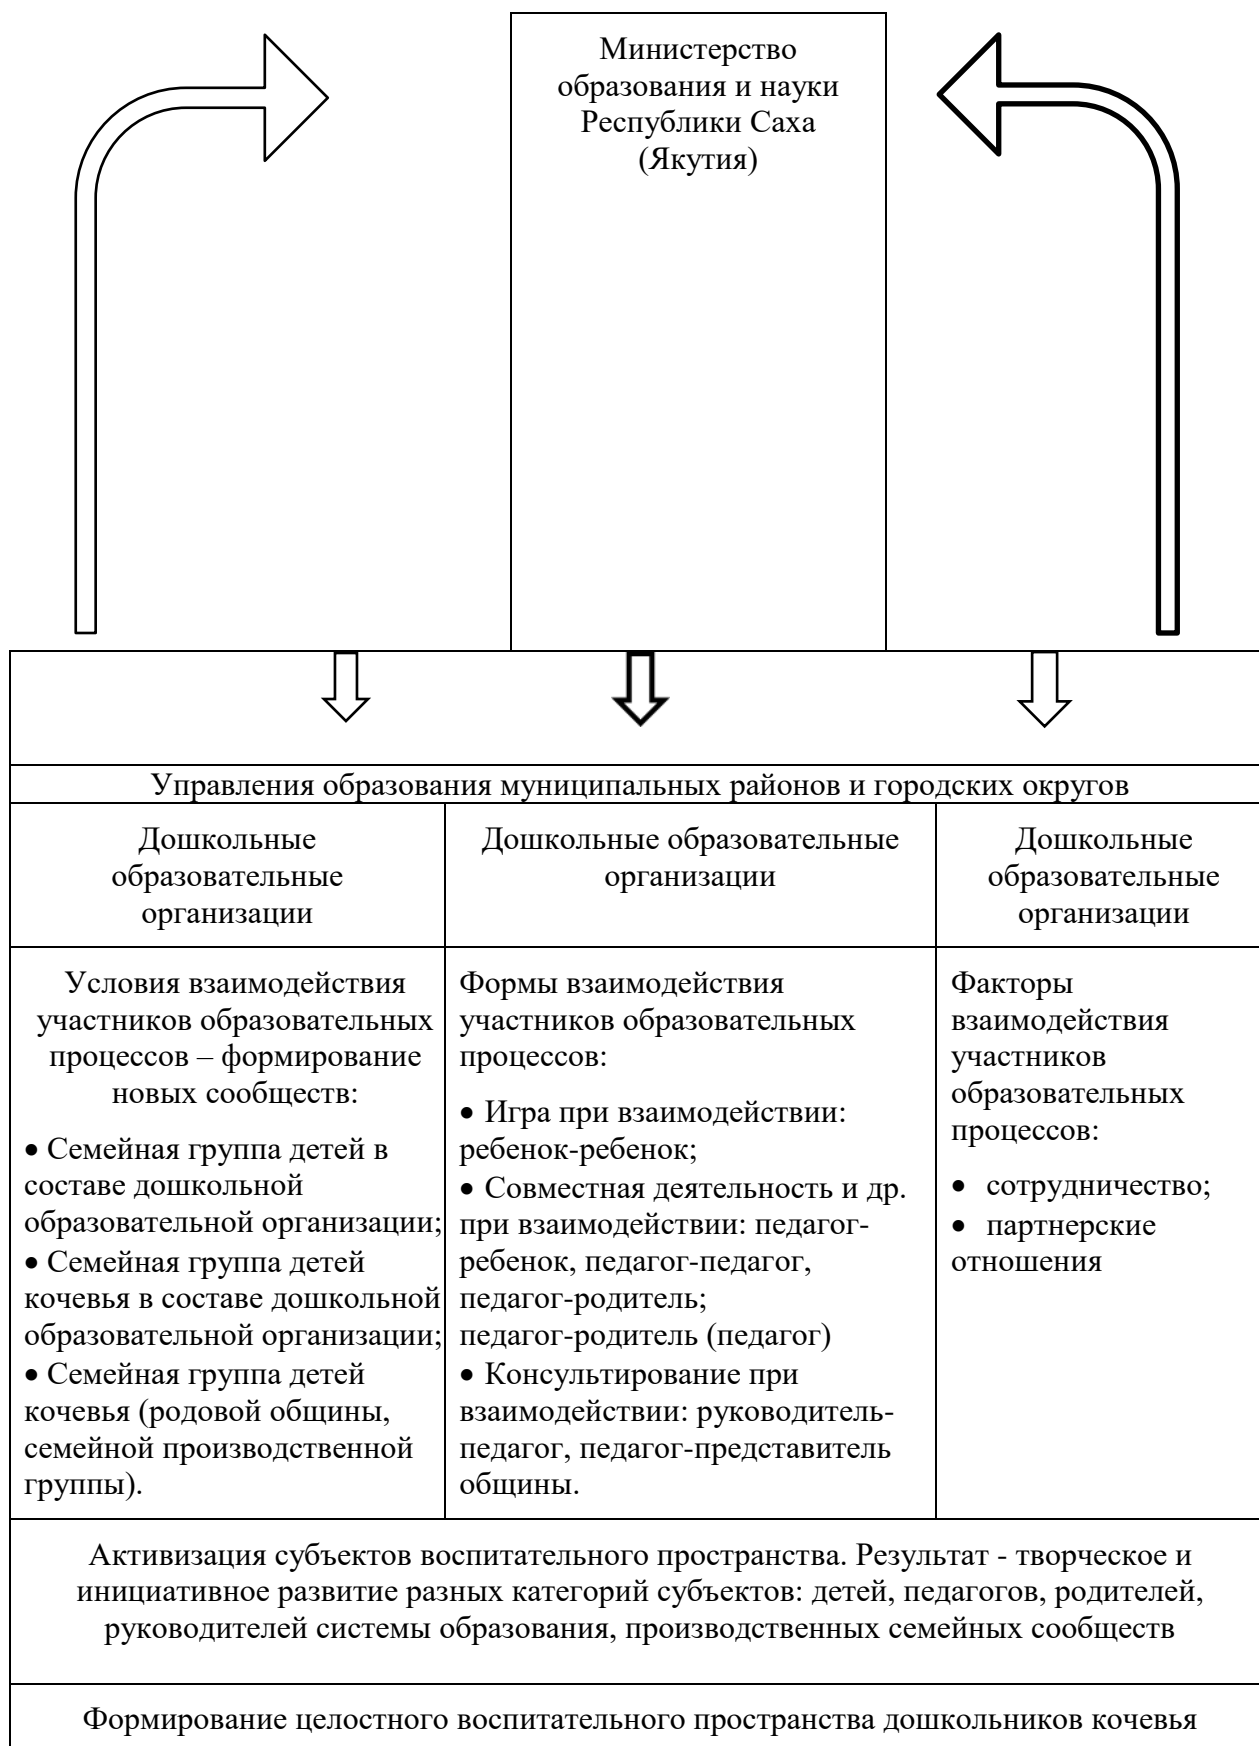 Министерство
образования и науки
Республики Саха
(Якутия)
Управления образования муниципальных районов и городских округов
Дошкольные
образовательные
организации
Дошкольные образовательные
организации
Дошкольные
образовательные
организации
Условия взаимодействия
участников образовательных
процессов – формирование
новых сообществ:
• Семейная группа детей в
составе дошкольной
образовательной организации;
• Семейная группа детей
кочевья в составе дошкольной
образовательной организации;
• Семейная группа детей
кочевья (родовой общины,
семейной производственной
группы).
Формы взаимодействия
участников образовательных
процессов:
• Игра при взаимодействии:
ребенок-ребенок;
• Совместная деятельность и др.
при взаимодействии: педагог-
ребенок, педагог-педагог,
педагог-родитель;
педагог-родитель (педагог)
• Консультирование при
взаимодействии: руководитель-
педагог, педагог-представитель
общины.
Факторы
взаимодействия
участников
образовательных
процессов:
• сотрудничество;
• партнерские
отношения
Активизация субъектов воспитательного пространства. Результат - творческое и
инициативное развитие разных категорий субъектов: детей, педагогов, родителей,
руководителей системы образования, производственных семейных сообществ
Формирование целостного воспитательного пространства дошкольников кочевья